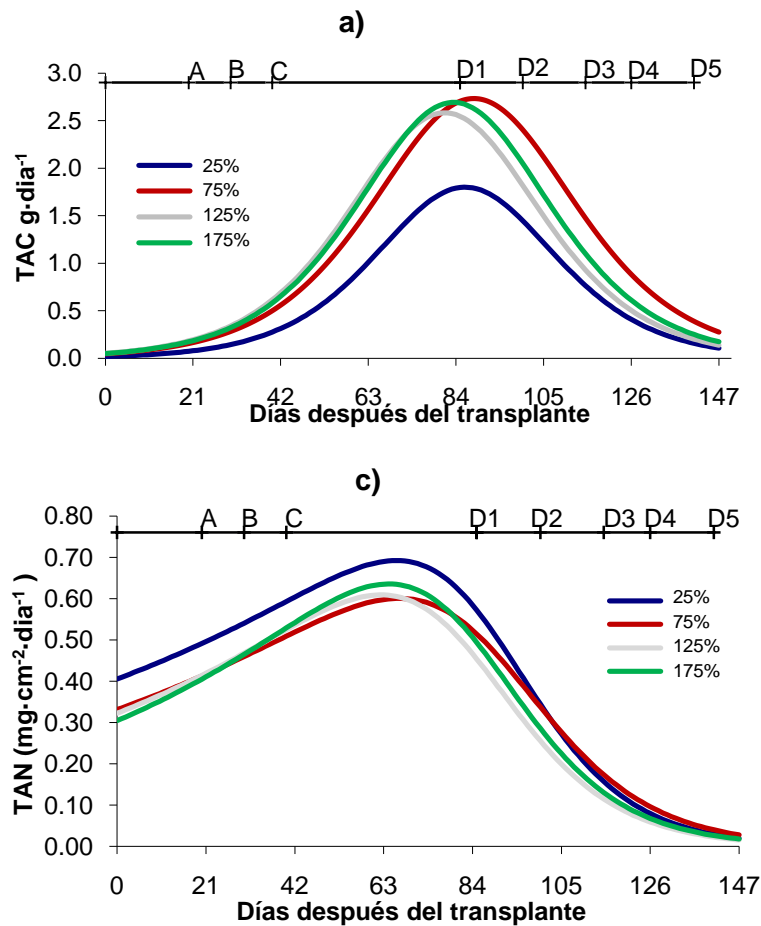 a)
A B C D1 D2 D3 D4 D5
3.0
2.5
2.0
1.5
1.0
0.5
0.0
TAC g·dia-1
25%
75%
125%
175%
0 21 42 63 84 105 126 147
Días después del transplante
c)
A B C D1 D2 D3 D4 D5
0.80
0.70
0.60
0.50
0.40
0.30
0.20
0.10
0.00
TAN (mg·cm-2·dia-1 )
25%
75%
125%
175%
0 21 42 63 84 105 126 147
Días después del transplante